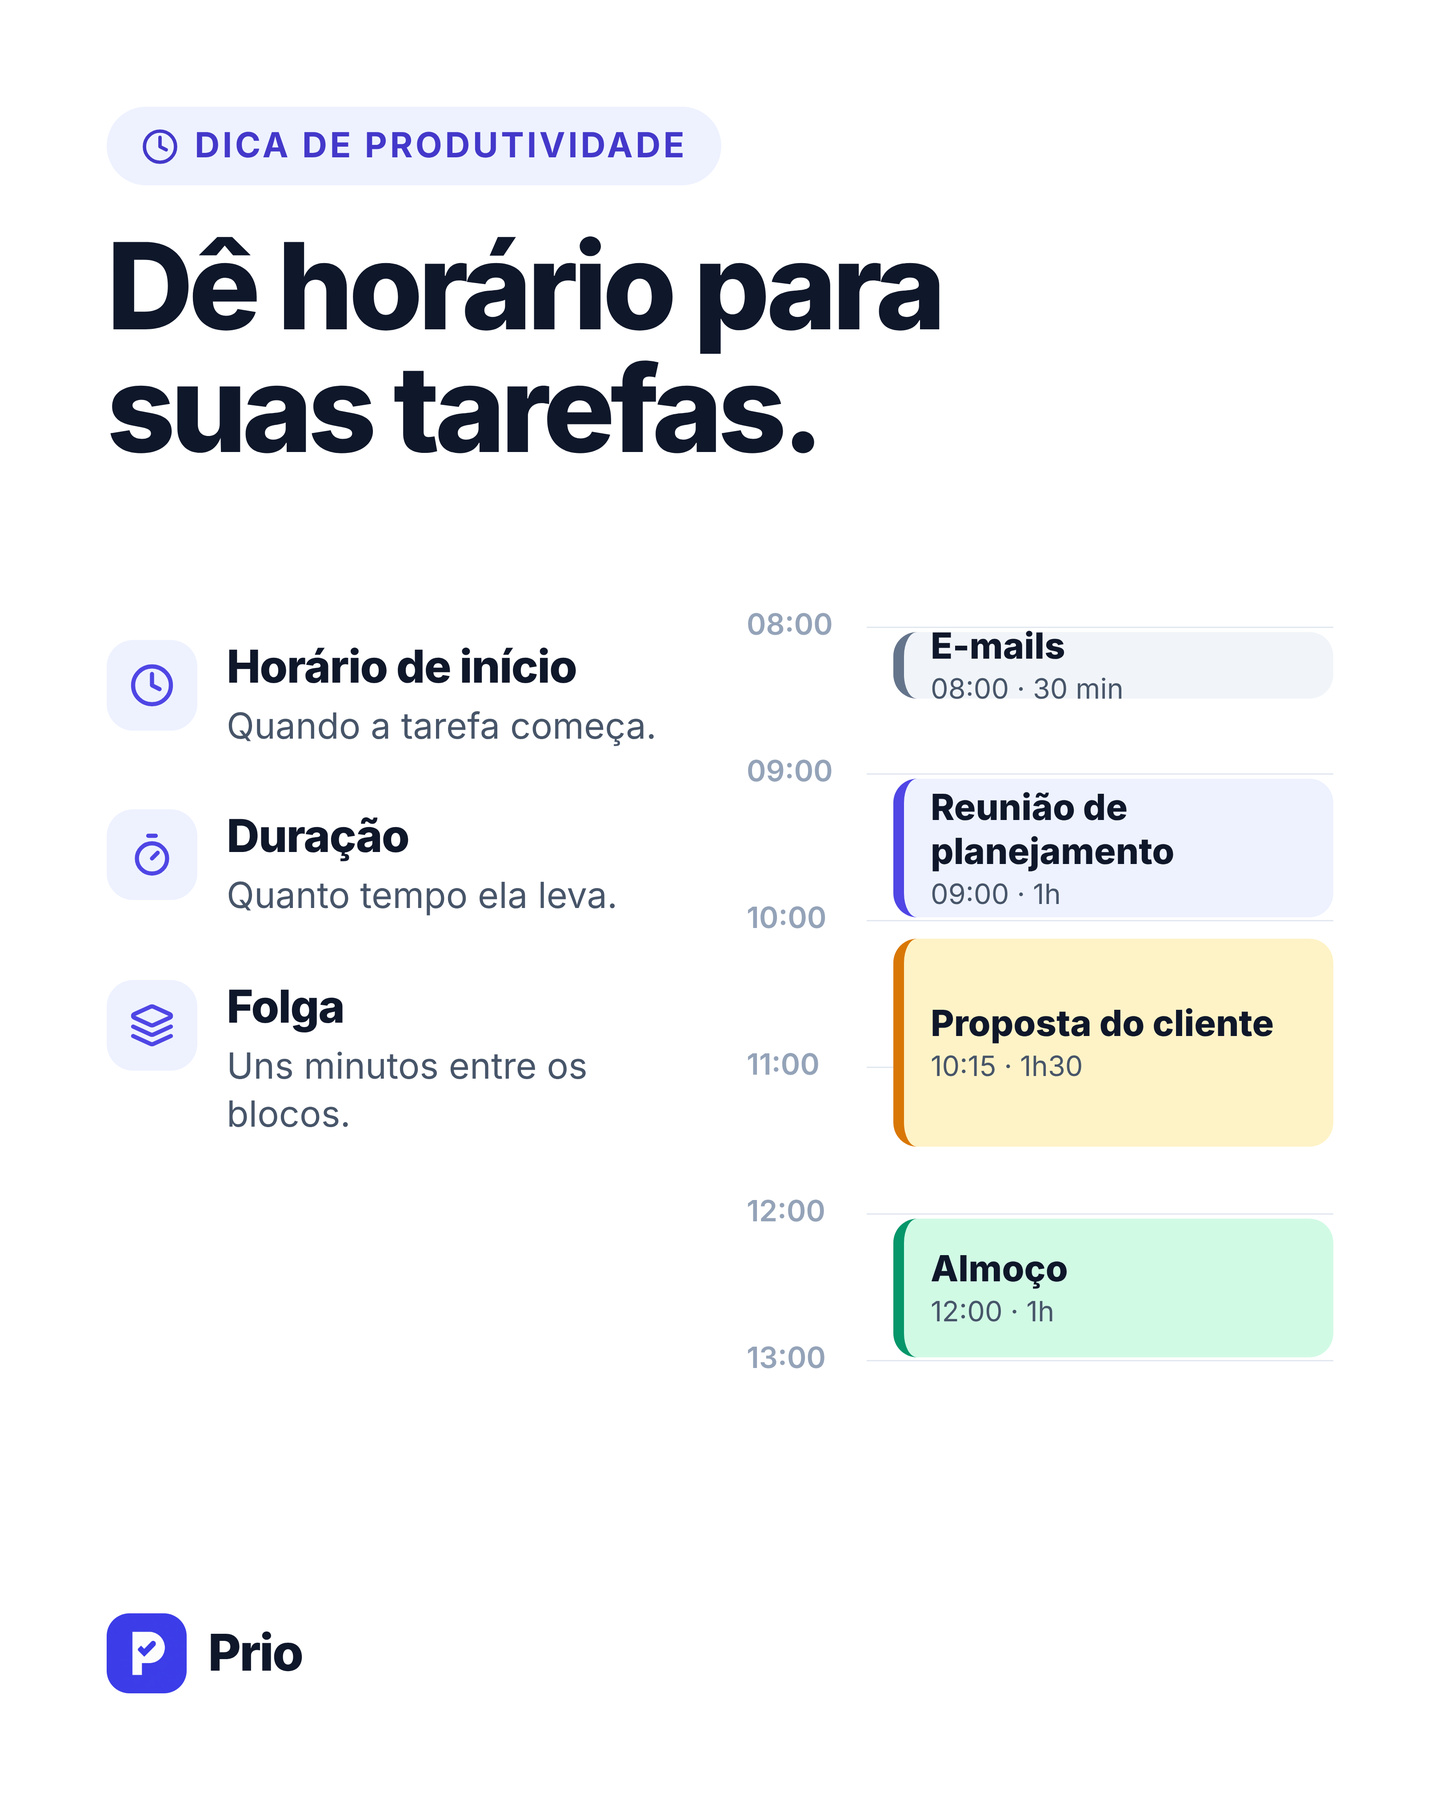 DICA DE PRODUTIVIDADE
Dê horário para
suas tarefas.
Horário de início
Quando a tarefa começa.
Duração
Quanto tempo ela leva.
Folga
Uns minutos entre os
blocos.
08:00
E-mails
08:00 · 30 min
09:00
Reunião de
planejamento
09:00 · 1h
10:00
Proposta do cliente
10:15 · 1h30
11:00
12:00
Almoço
12:00 · 1h
13:00
Prio